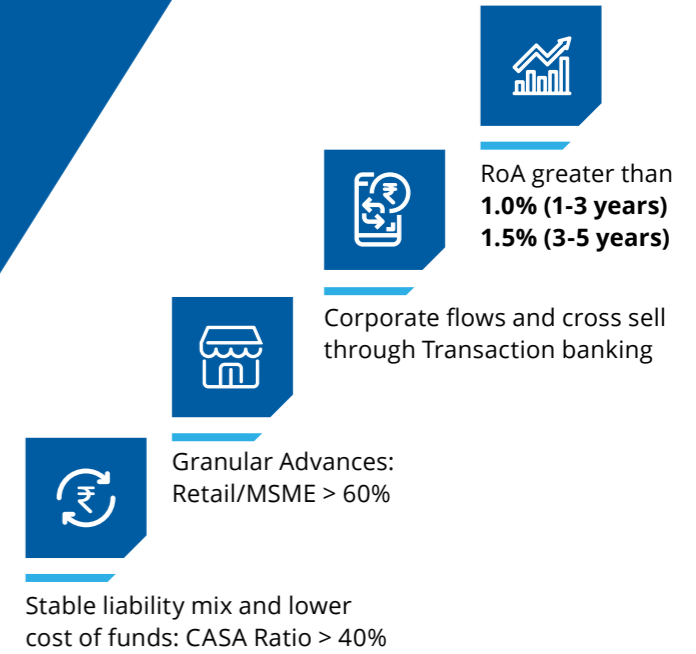 RoA greater than
1.0% (1-3 years)
1.5% (3-5 years)
Corporate flows and cross sell
through Transaction banking
Granular Advances:
Retail/MSME > 60%
Stable liability mix and lower
cost of funds: CASA Ratio > 40%